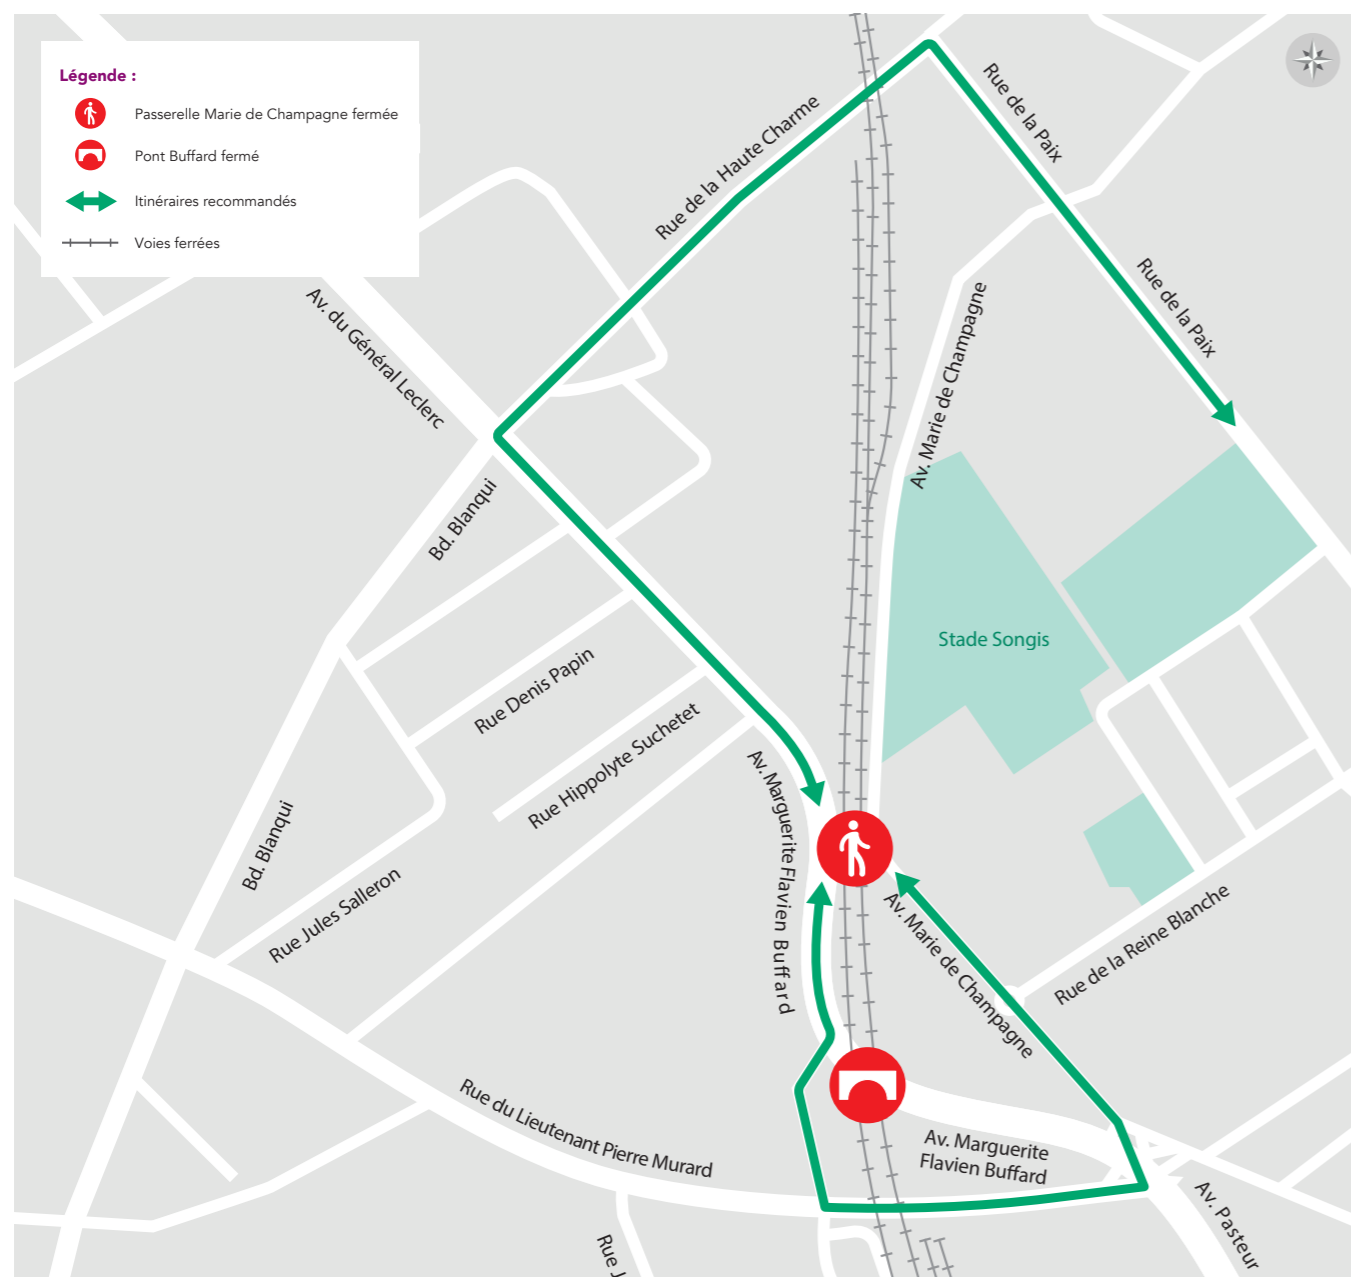 Légende :
Passerelle Marie de Champagne fermée
Pont Buffard fermé
Itinéraires recommandés
Voies ferrées
Rue de la Haute Charme
Rue de la Paix
Rue de la Paix
Av. du Général Leclerc
Av. Marie de Champagne
Bd. Blanqui
Stade Songis
Rue Denis Papin
Rue Hippolyte Suchetet
Av. Marguerite Flavien Buffard
Bd. Blanqui
Rue Jules Salleron
Av. Marie de Champagne
Rue de la Reine Blanche
Rue du Lieutenant Pierre Murard
Av. Marguerite
Flavien Buffard
Av. Pasteur
Rue J